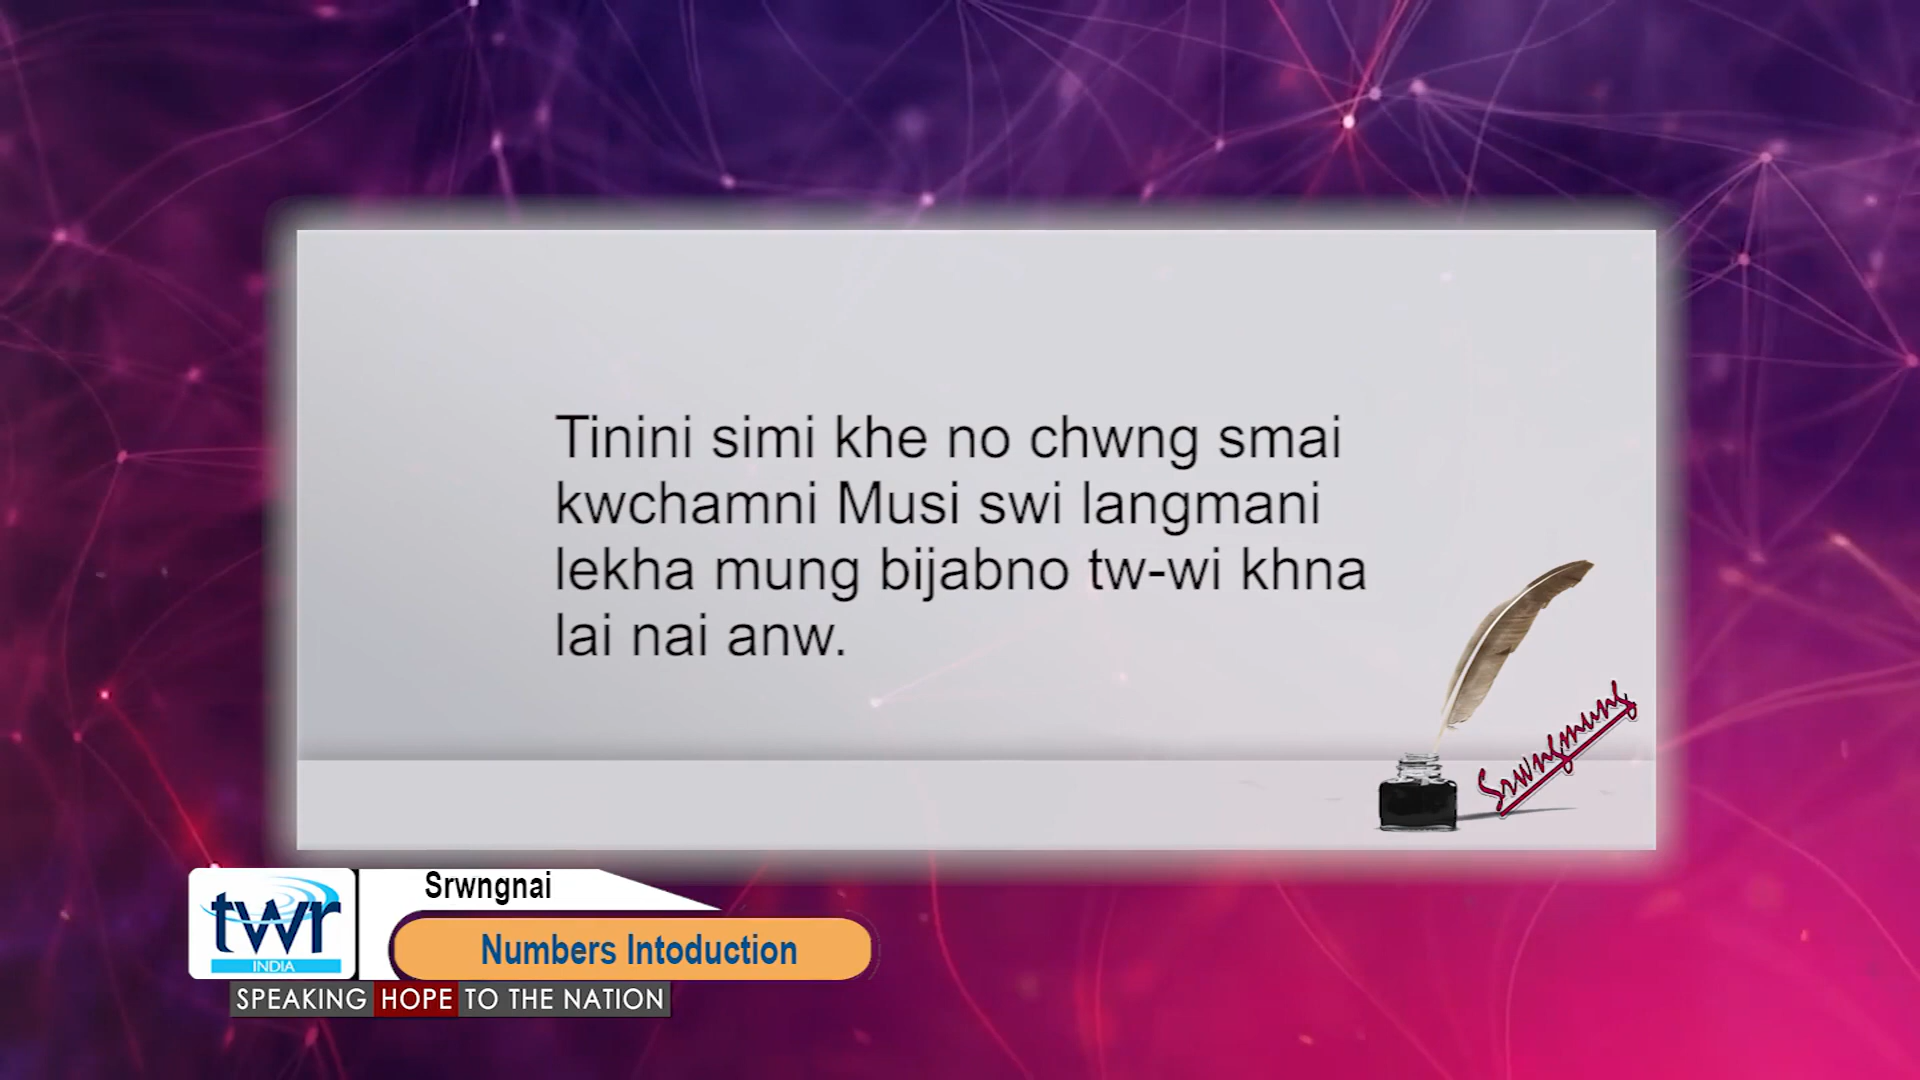 Tinini simi khe no chwng smai
kwchamni Musi swi langmani
lekha mung bijabno tw-wi khna
lai nai anw.
Srwngmung
Srwngnai
twr
INDIA
Numbers Intoduction
SPEAKING HOPE TO THE NATION